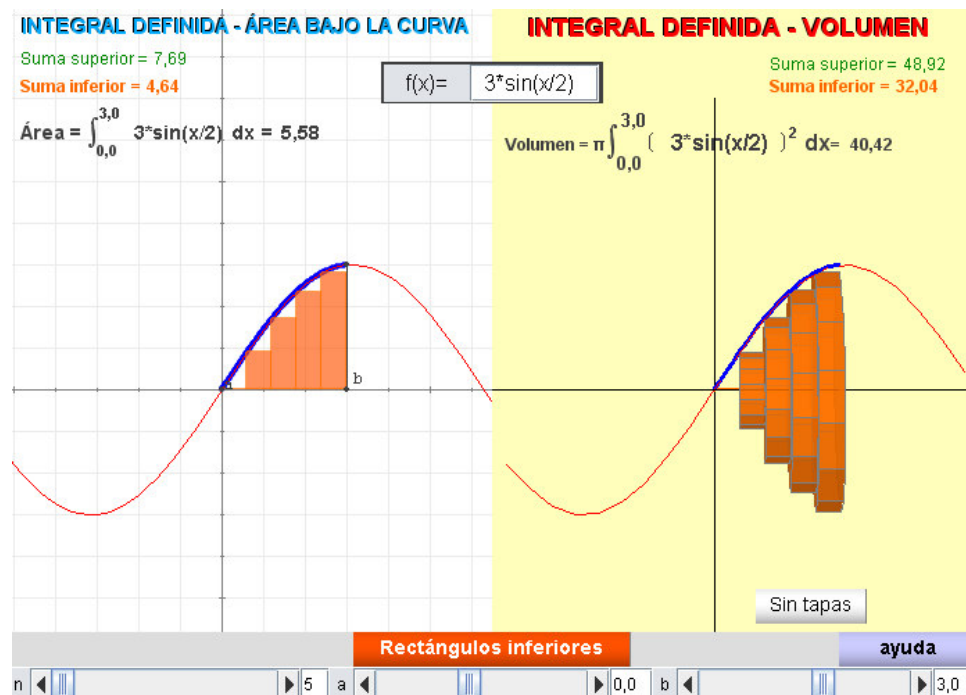 INTEGRAL DEFINIDA - ÁREA BAJO LA CURVA
Suma superior = 7,69
Suma inferior = 4,64
Área = ∫ 0,0 3,0 3*sin(x/2) dx = 5,58
f(x)= 3*sin(x/2)
INTEGRAL DEFINIDA - VOLUMEN
Suma superior = 48,92
Suma inferior = 32,04
Volumen = π ∫ 0,0 3,0 ( 3*sin(x/2) )² dx= 40,42
b
Sin tapas
Rectángulos inferiores
ayuda
n 5 a 0,0 b 3,0